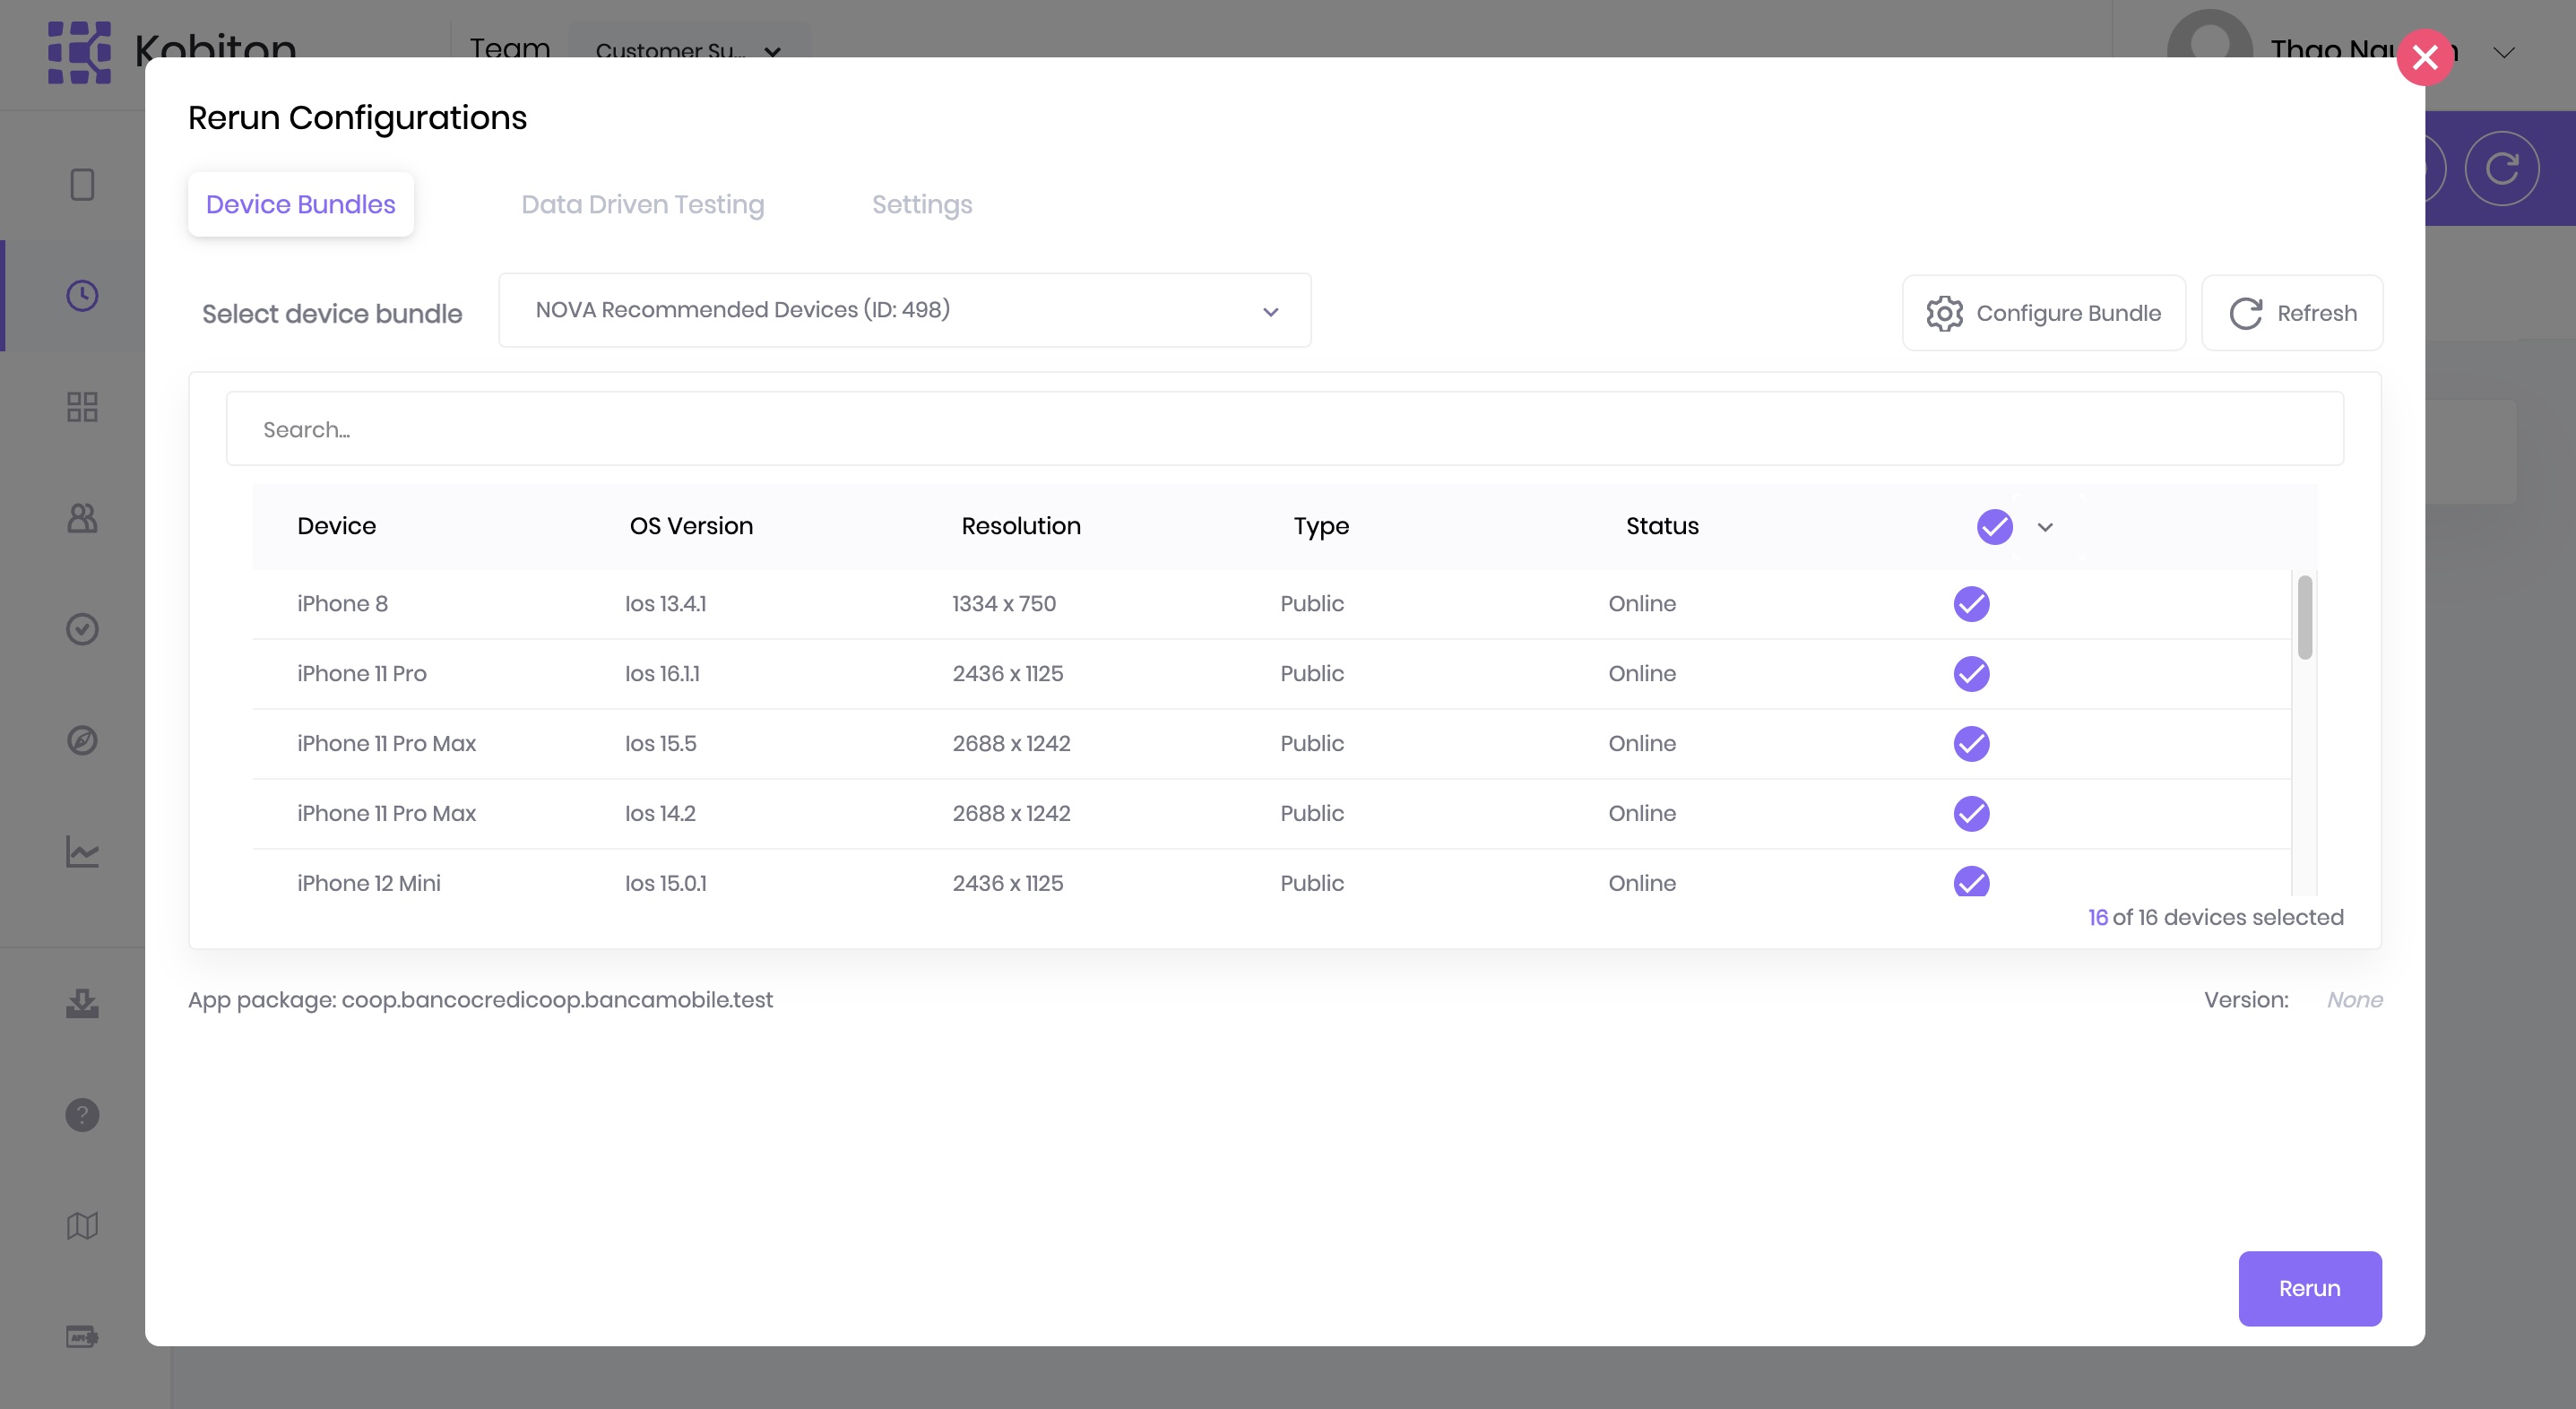 Kobiton
Team
Customer Su...
Rerun Configurations
Device Bundles
Data Driven Testing
Settings
Select device bundle
NOVA Recommended Devices (ID: 498)
Configure Bundle
Refresh
Search...
Device OS Version Resolution Type Status
iPhone 8 Ios 13.4.1 1334 x 750 Public Online
iPhone 11 Pro Ios 16.1.1 2436 x 1125 Public Online
iPhone 11 Pro Max Ios 15.5 2688 x 1242 Public Online
iPhone 11 Pro Max Ios 14.2 2688 x 1242 Public Online
iPhone 12 Mini Ios 15.0.1 2436 x 1125 Public Online
16 of 16 devices selected
App package: coop.bancocredicoop.bancamobile.test
Version: None
?
API
Rerun